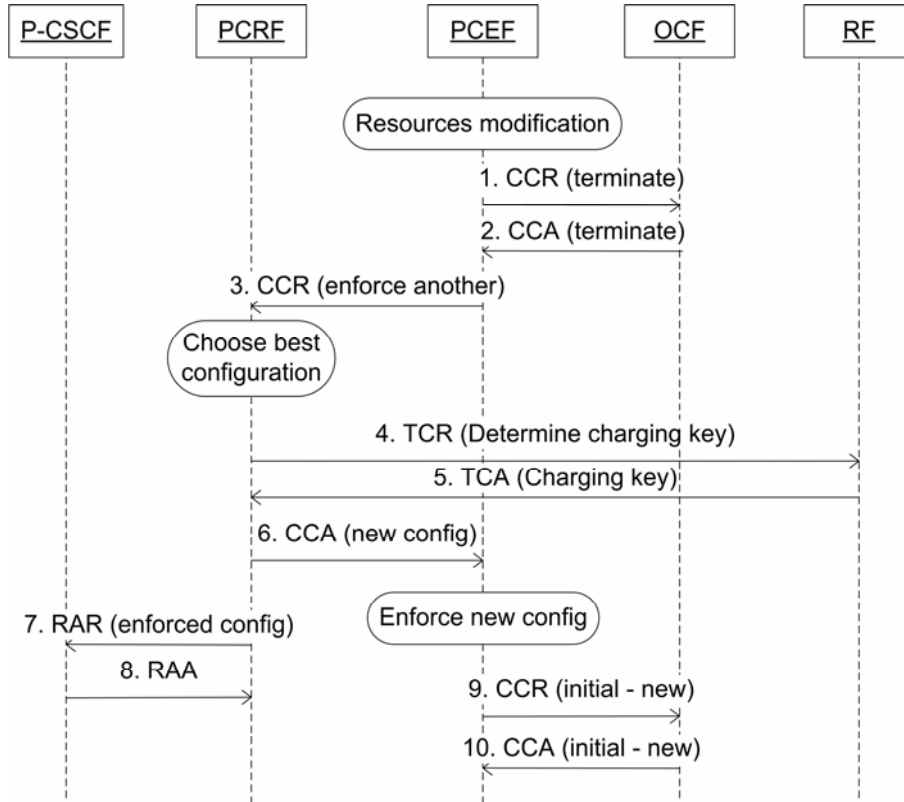 P-CSCF PCRF PCEF OCF RF
Resources modification
1. CCR (terminate)
2. CCA (terminate)
3. CCR (enforce another)
Choose best
configuration
4. TCR (Determine charging key)
5. TCA (Charging key)
6. CCA (new config)
Enforce new config
7. RAR (enforced config)
8. RAA
9. CCR (initial - new)
10. CCA (initial - new)